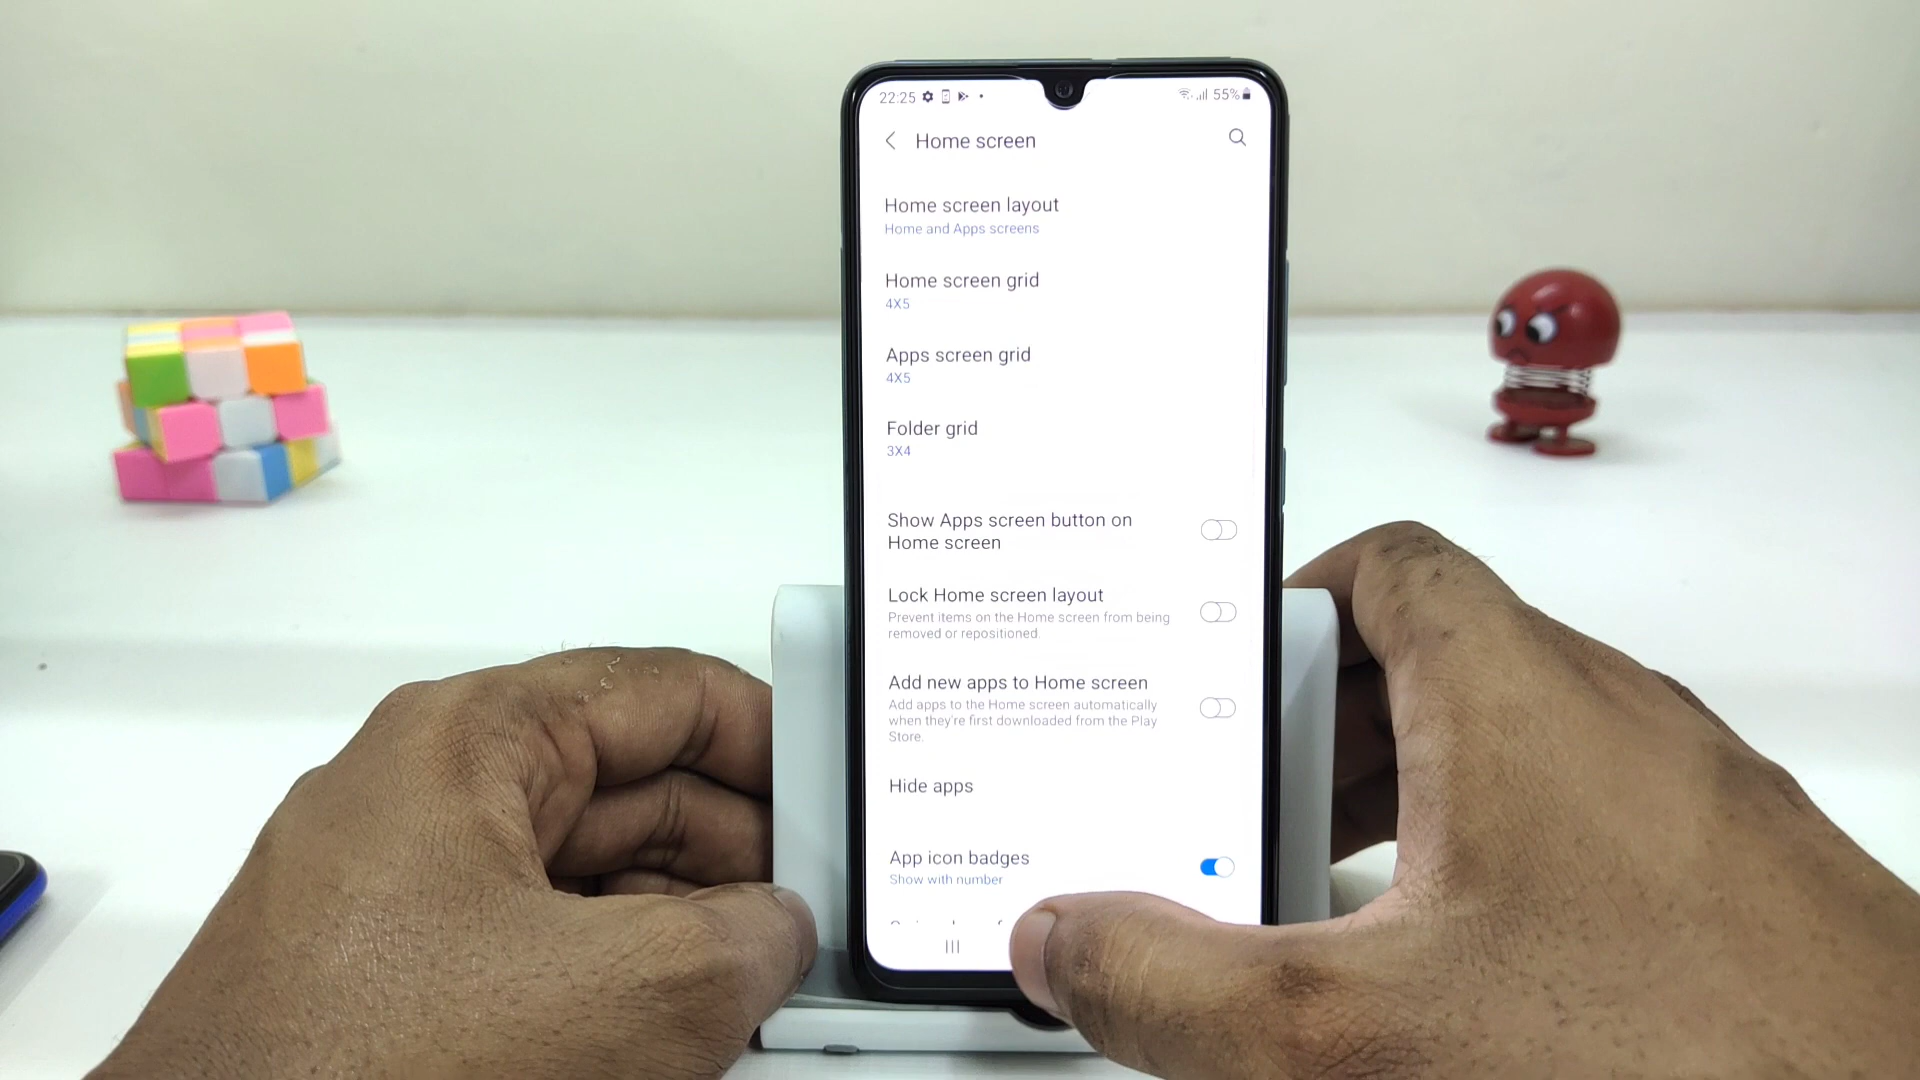 22:25
55%
Home screen
Home screen layout
Home and Apps screens
Home screen grid
4X5
Apps screen grid
4X5
Folder grid
3X4
Show Apps screen button on
Home screen
Lock Home screen layout
Prevent items on the Home screen from being
removed or repositioned.
Add new apps to Home screen
Add apps to the Home screen automatically
when they're first downloaded from the Play
Store.
Hide apps
App icon badges
Show with number